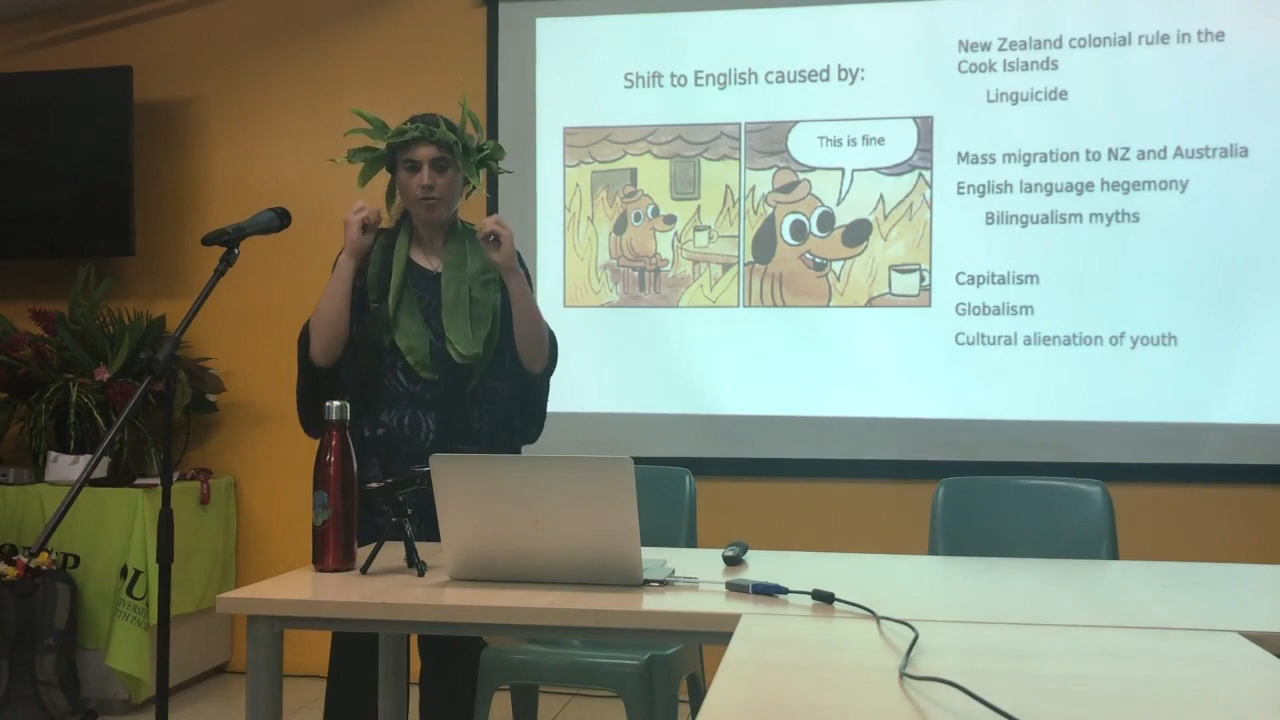 Shift to English caused by:
This is fine
New Zealand colonial rule in the
Cook Islands
Linguicide
Mass migration to NZ and Australia
English language hegemony
Bilingualism myths
Capitalism
Globalism
Cultural alienation of youth